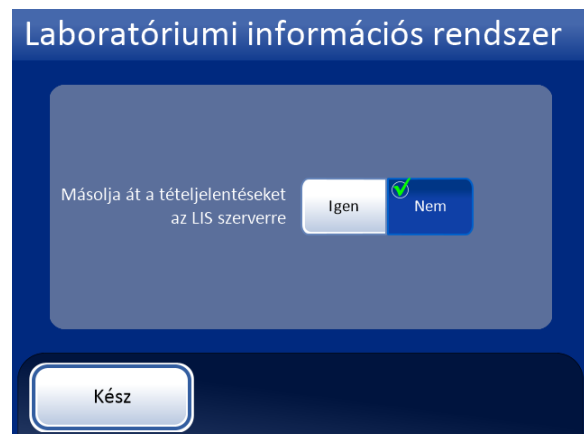 Laboratóriumi információs rendszer
Másolja át a tételjelentéseket
az LIS szerverre
Igen
Nem
Kész